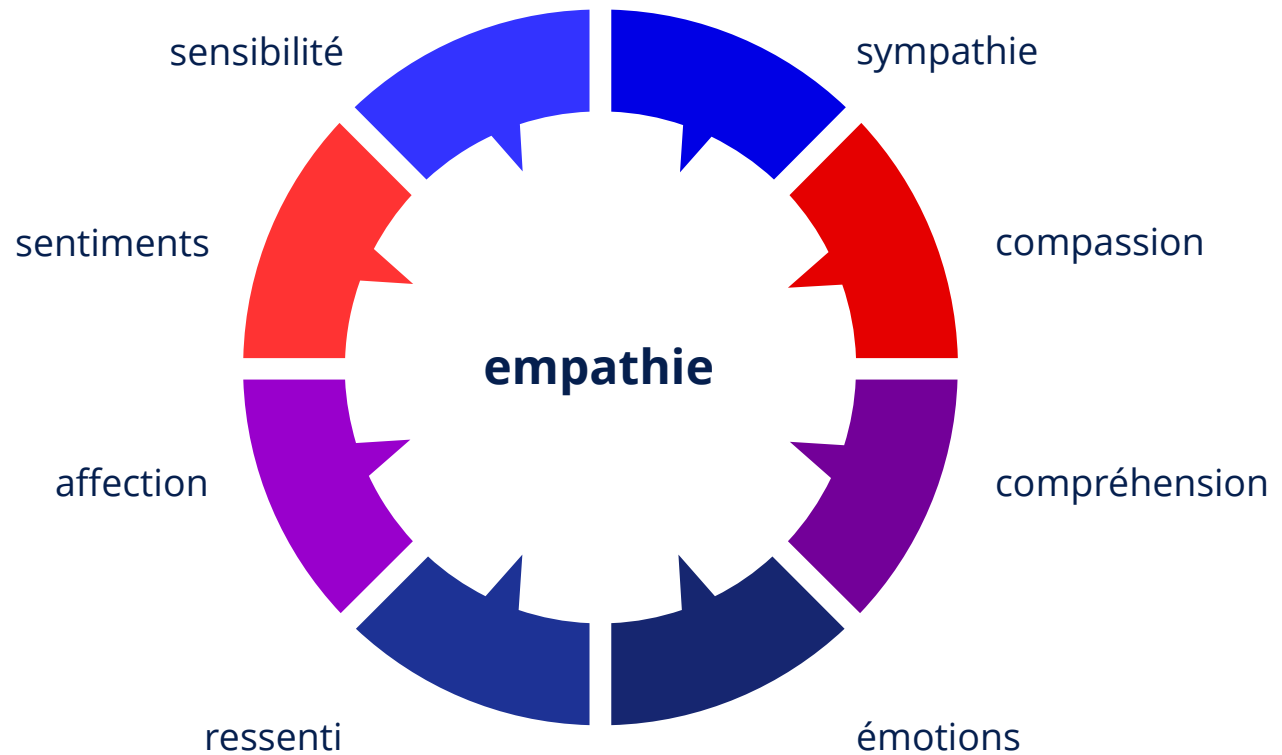 sensibilité
sympathie
sentiments
compassion
empathie
affection
compréhension
ressenti
émotions